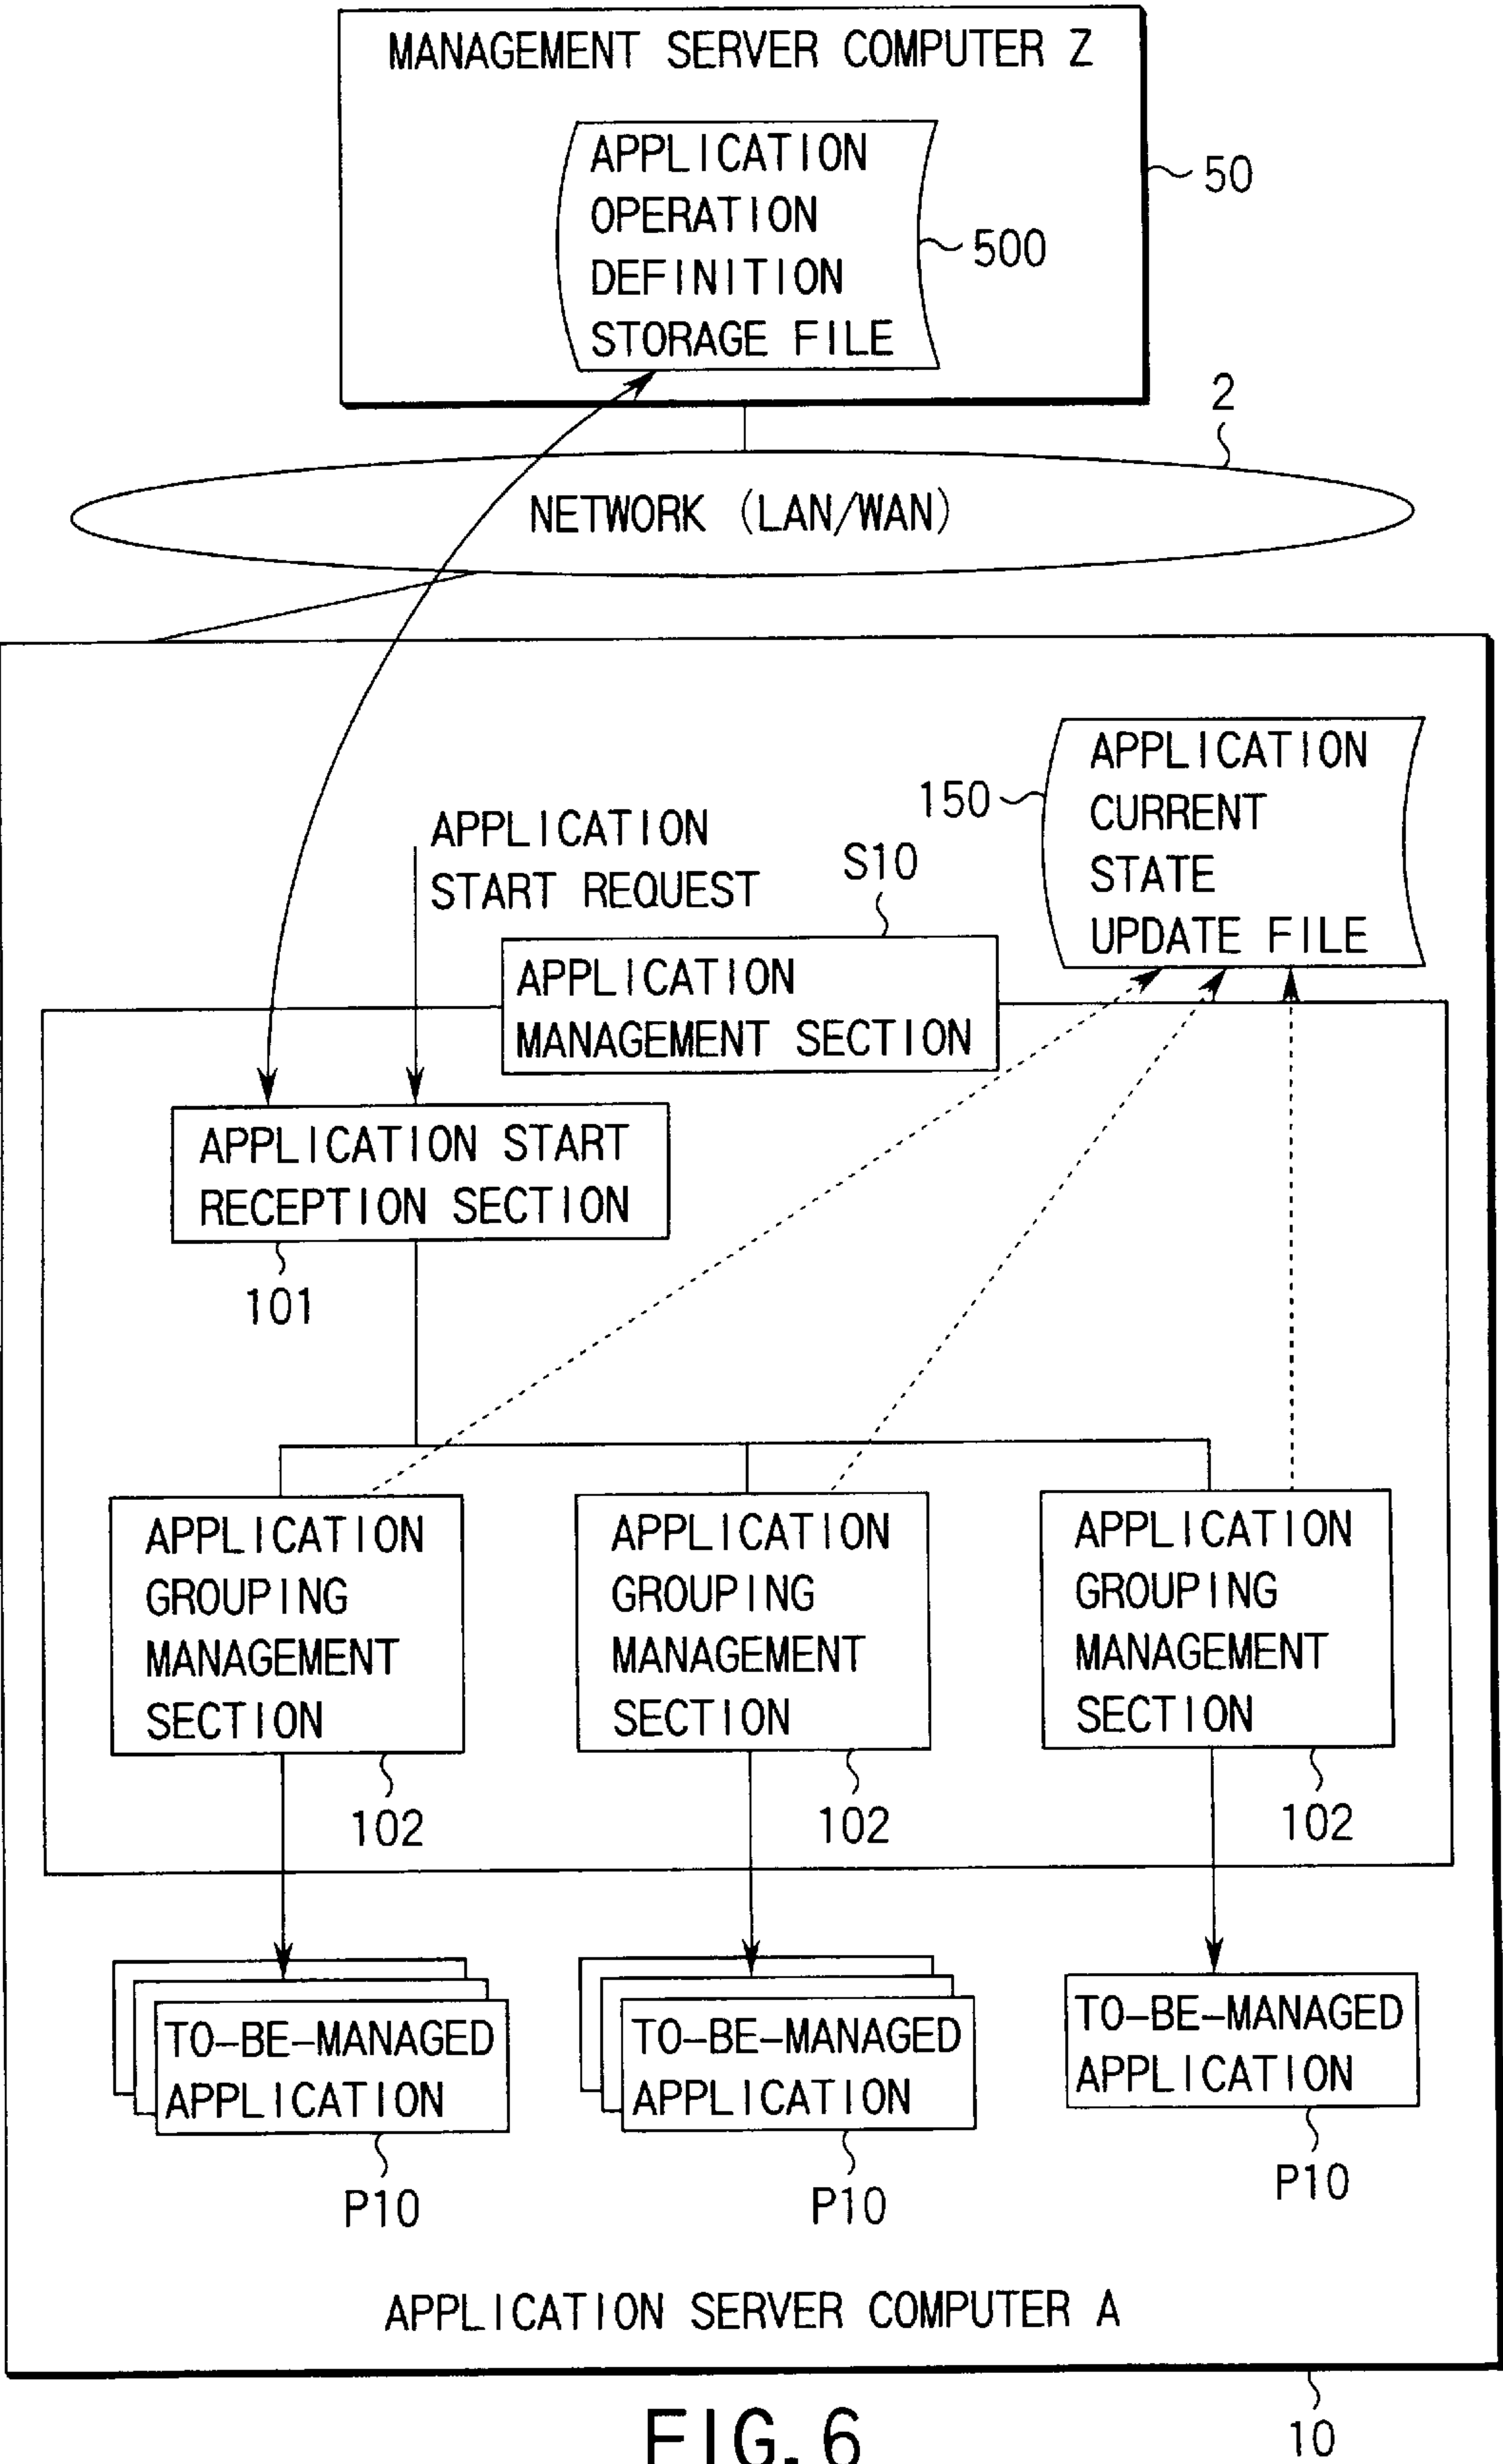 MANAGEMENT SERVER COMPUTER Z
APPLICATION
OPERATION
DEFINITION
STORAGE FILE
50
500
2
NETWORK (LAN/WAN)
APPLICATION
CURRENT
STATE
UPDATE FILE
150
APPLICATION
START REQUEST
S10
APPLICATION
MANAGEMENT SECTION
APPLICATION START
RECEPTION SECTION
101
APPLICATION
GROUPING
MANAGEMENT
SECTION
102
APPLICATION
GROUPING
MANAGEMENT
SECTION
102
APPLICATION
GROUPING
MANAGEMENT
SECTION
102
TO-BE-MANAGED
APPLICATION
P10
TO-BE-MANAGED
APPLICATION
P10
TO-BE-MANAGED
APPLICATION
P10
APPLICATION SERVER COMPUTER A
10
FIG. 6